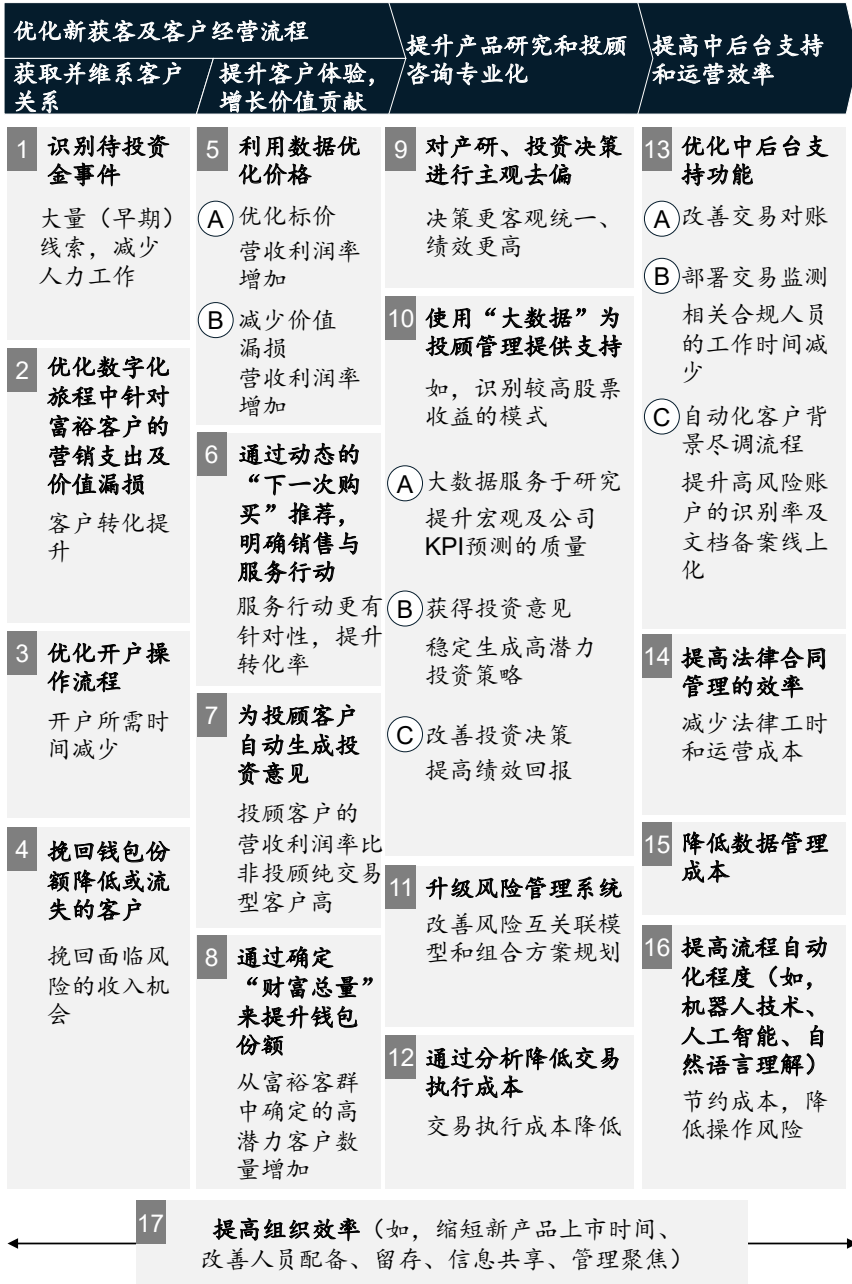 优化新获客及客户经营流程
获取并维系客户
关系
提升客户体验，
增长价值贡献
提升产品研究和投顾
咨询专业化
提高中后台支持
和运营效率
1 识别待投资
金事件
大量（早期）
线索，减少
人力工作
2 优化数字化
旅程中针对
富裕客户的
营销支出及
价值漏损
客户转化提
升
3 优化开户操
作流程
开户所需时
间减少
4 挽回钱包份
额降低或流
失的客户
挽回面临风
险的收入机
会
5 利用数据优
化价格
A 优化标价
营收利润率
增加
B 减少价值
漏损
营收利润率
增加
6 通过动态的
“下一次购
买”推荐，
明确销售与
服务行动
服务行动更有
针对性，提升
转化率
7 为投顾客户
自动生成投
资意见
投顾客户的
营收利润率比
非投顾纯交易
型客户高
8 通过确定
“财富总量”
来提升钱包
份额
从富裕客群
中确定的高
潜力客户数
量增加
9 对产研、投资决策
进行主观去偏
决策更客观统一、
绩效更高
10 使用“大数据”为
投顾管理提供支持
如，识别较高股票
收益的模式
A 大数据服务于研究
提升宏观及公司
KPI预测的质量
B 获得投资意见
稳定生成高潜力
投资策略
C 改善投资决策
提高绩效回报
11 升级风险管理系统
改善风险互关联模
型和组合方案规划
12 通过分析降低交易
执行成本
交易执行成本降低
13 优化中后台支
持功能
A 改善交易对账
B 部署交易监测
相关合规人员
的工作时间减
少
C 自动化客户背
景尽调流程
提升高风险账
户的识别率及
文档备案线上
化
14 提高法律合同
管理的效率
减少法律工时
和运营成本
15 降低数据管理
成本
16 提高流程自动
化程度（如，
机器人技术、
人工智能、自
然语言理解）
节约成本，降
低操作风险
17 提高组织效率（如，缩短新产品上市时间、
改善人员配备、留存、信息共享、管理聚焦）